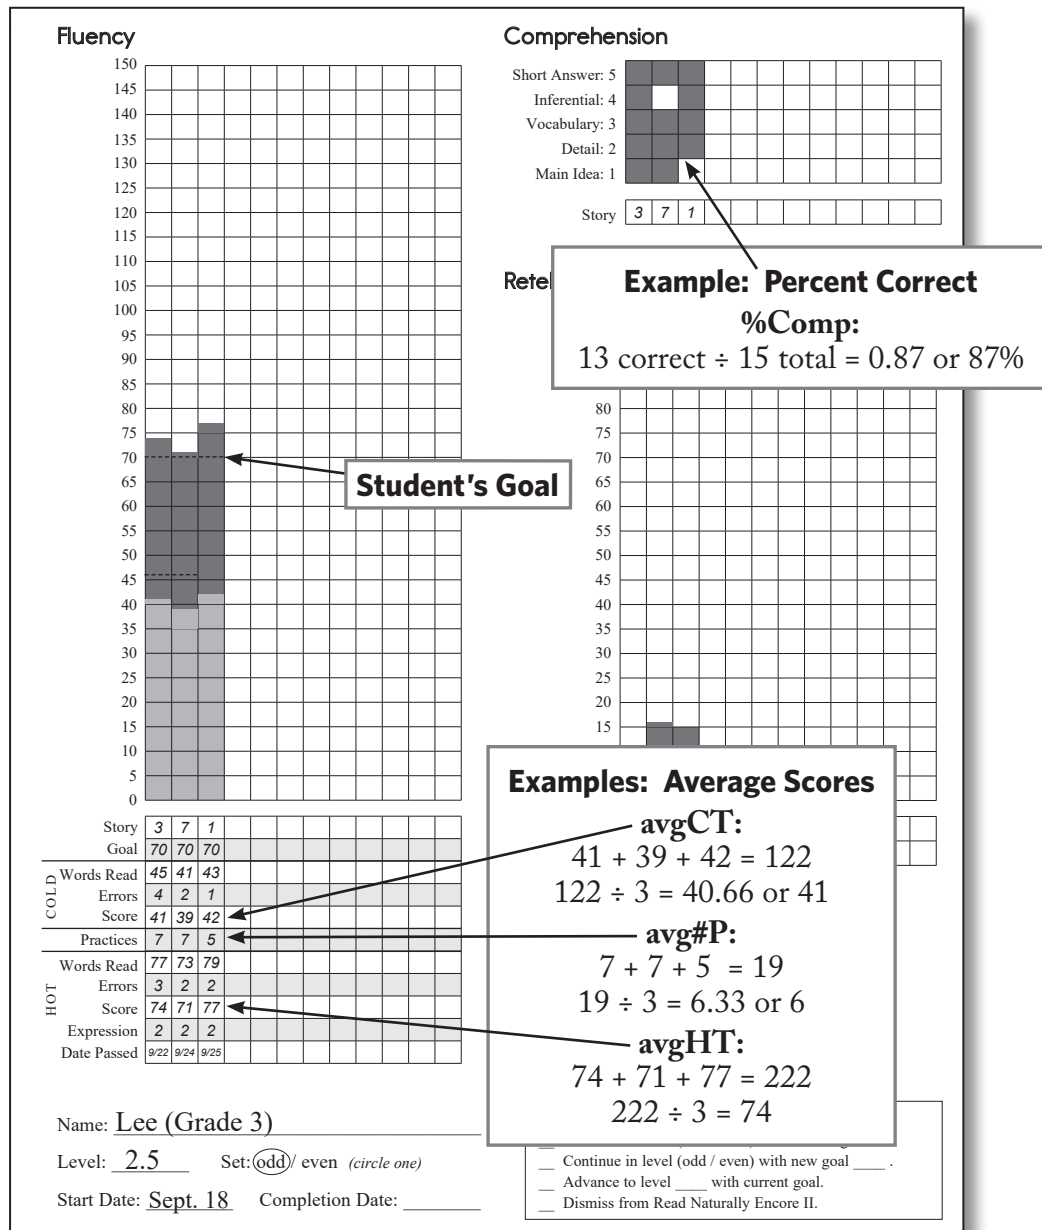 Fluency
150
145
140
135
130
125
120
115
110
105
100
95
90
85
80
75
70
65
60
55
50
45
40
35
30
25
20
15
10
5
0
Student's Goal
Story 3 7 1
Goal 70 70 70
COLD
Words Read 45 41 43
Errors 4 2 1
Score 41 39 42
Practices 7 7 5
HOT
Words Read 77 73 79
Errors 3 2 2
Score 74 71 77
Expression 2 2 2
Date Passed 9/22 9/24 9/25
Comprehension
Short Answer: 5
Inferential: 4
Vocabulary: 3
Detail: 2
Main Idea: 1
Story 3 7 1
Example: Percent Correct
%Comp:
13 correct ÷ 15 total = 0.87 or 87%
80
75
70
65
60
55
50
45
40
35
30
25
20
15
Examples: Average Scores
avgCT:
41 + 39 + 42 = 122
122 ÷ 3 = 40.66 or 41
avg#P:
7 + 7 + 5 = 19
19 ÷ 3 = 6.33 or 6
avgHT:
74 + 71 + 77 = 222
222 ÷ 3 = 74
Name: Lee (Grade 3)
Level: 2.5 Set: odd / even (circle one)
Start Date: Sept. 18 Completion Date:
Continue in level (odd / even) with new goal ____ .
Advance to level ____ with current goal.
Dismiss from Read Naturally Encore II.